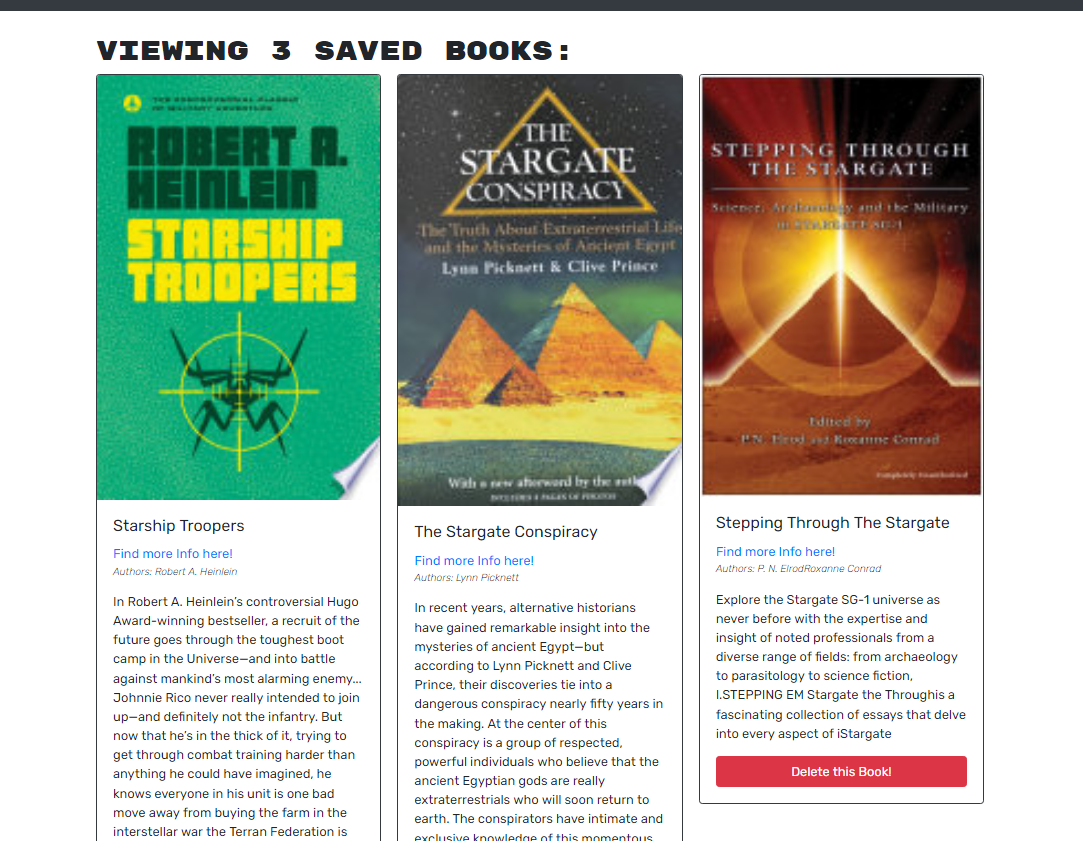 VIEWING 3 SAVED BOOKS:
THE CONTROVERSIAL CLASSIC
OF MILITARY ADVENTURE
ROBERT A.
HEINLEIN
STARSHIP
TROOPERS
Starship Troopers
Find more Info here!
Authors: Robert A. Heinlein
In Robert A. Heinlein's controversial Hugo
Award-winning bestseller, a recruit of the
future goes through the toughest boot
camp in the Universe—and into battle
against mankind's most alarming enemy...
Johnnie Rico never really intended to join
up—and definitely not the infantry. But
now that he's in the thick of it, trying to
get through combat training harder than
anything he could have imagined, he
knows everyone in his unit is one bad
move away from buying the farm in the
interstellar war the Terran Federation is
THE
STARGATE
CONSPIRACY
The Truth About Extraterrestrial Life
and the Mysteries of Ancient Egypt
Lynn Picknett & Clive Prince
With a new afterword by the
INCLUDES 8 PAGES OF PHOTOS
The Stargate Conspiracy
Find more Info here!
Authors: Lynn Picknett
In recent years, alternative historians
have gained remarkable insight into the
mysteries of ancient Egypt—but
according to Lynn Picknett and Clive
Prince, their discoveries tie into a
dangerous conspiracy nearly fifty years in
the making. At the center of this
conspiracy is a group of respected,
powerful individuals who believe that the
ancient Egyptian gods are really
extraterrestrials who will soon return to
earth. The conspirators have intimate and
exclusive knowledge of this momentous
STEPPING THROUGH
THE STARGATE
Science, Archaeology and the Military
in STARGATE SG-1
Edited by
P.N. Elrod and Roxanne Conrad
Completely Unauthorized
Stepping Through The Stargate
Find more Info here!
Authors: P. N. ElrodRoxanne Conrad
Explore the Stargate SG-1 universe as
never before with the expertise and
insight of noted professionals from a
diverse range of fields: from archaeology
to parasitology to science fiction,
I.STEPPING EM Stargate the Throughis a
fascinating collection of essays that delve
into every aspect of iStargate
Delete this Book!